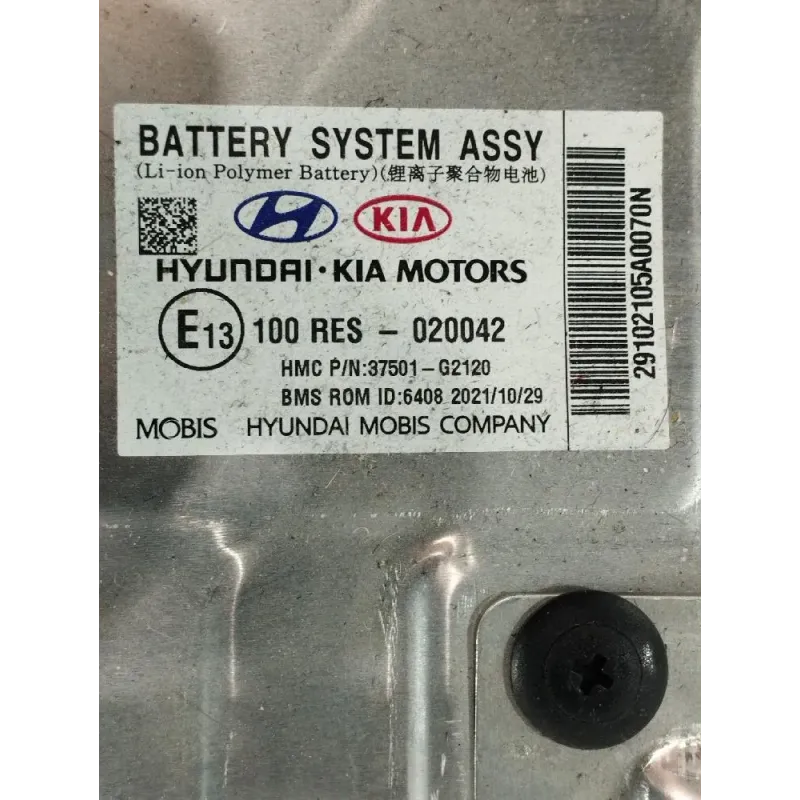 BATTERY SYSTEM ASSY
(Li-ion Polymer Battery)(锂离子聚合物电池)
KIA
HYUNDAI·KIA MOTORS
E13 100 RES - 020042
HMC P/N:37501-G2120
BMS ROM ID:6408 2021/10/29
MOBIS HYUNDAI MOBIS COMPANY
29102105A0070N